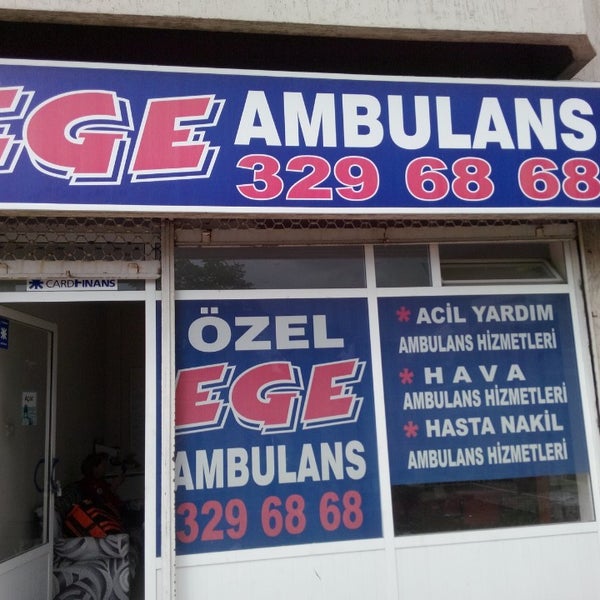 EGE AMBULANS
329 68 68
CARDFINANS
ÖZEL
EGE
AMBULANS
329 68 68
* ACİL YARDIM
AMBULANS HİZMETLERİ
* HAVA
AMBULANS HİZMETLERİ
* HASTA NAKİL
AMBULANS HİZMETLERİ